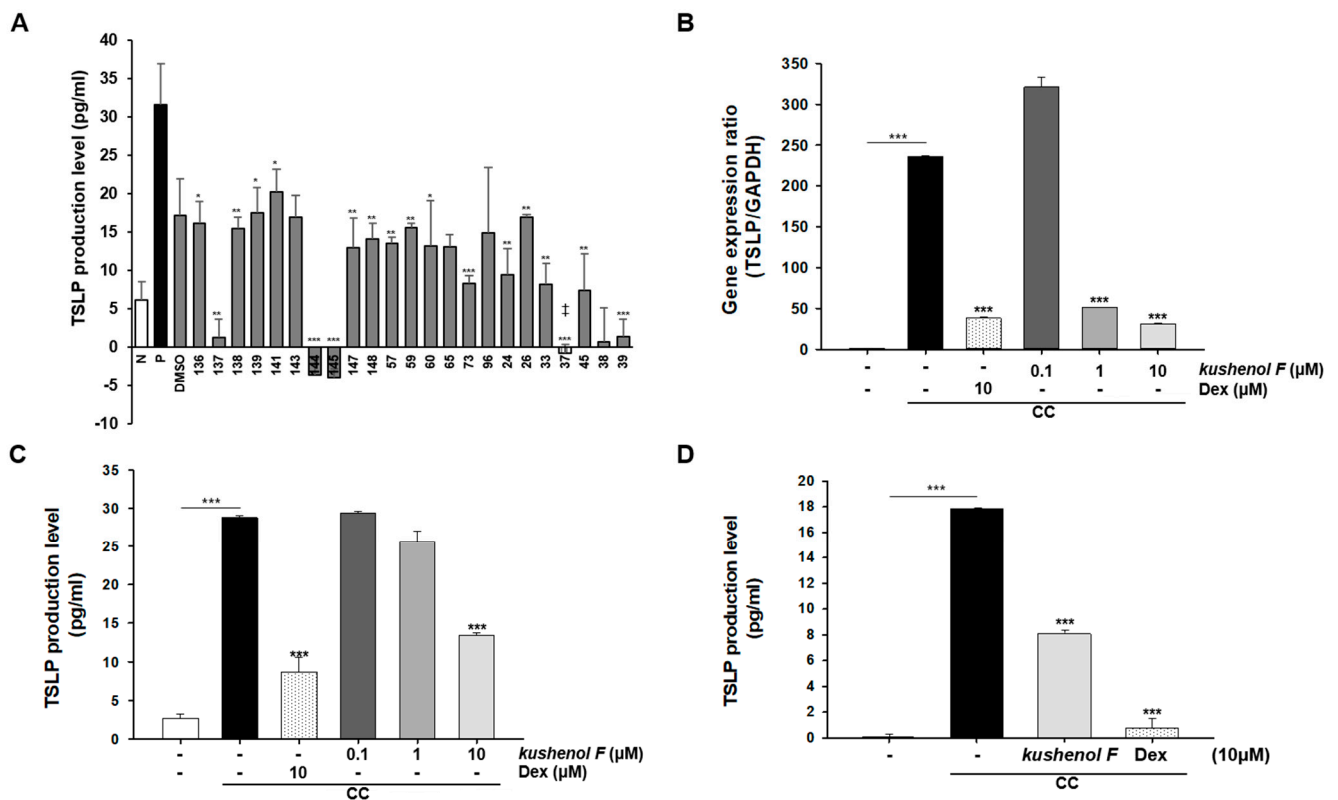 A
TSLP production level (pg/ml)
40
35
30
25
20
15
10
5
0
-5
-10
* ** ** * * *** *** ** ** ** ** * *** ** ** ** ‡ *** ** ***
N P DMSO 136 137 138 139 141 143 144 145 147 148 57 59 60 65 73 96 24 26 33 37 45 38 39
B
Gene expression ratio
(TSLP/GAPDH)
350
300
250
200
150
100
50
0
*** *** *** ***
- - - 0.1 1 10 kushenol F (µM)
- - 10 - - - Dex (µM)
CC
C
TSLP production level
(pg/ml)
35
30
25
20
15
10
5
0
*** *** ***
- - - 0.1 1 10 kushenol F (µM)
- - 10 - - - Dex (µM)
CC
D
TSLP production level
(pg/ml)
20
18
16
14
12
10
8
6
4
2
0
*** *** ***
- - kushenol F Dex (10µM)
CC